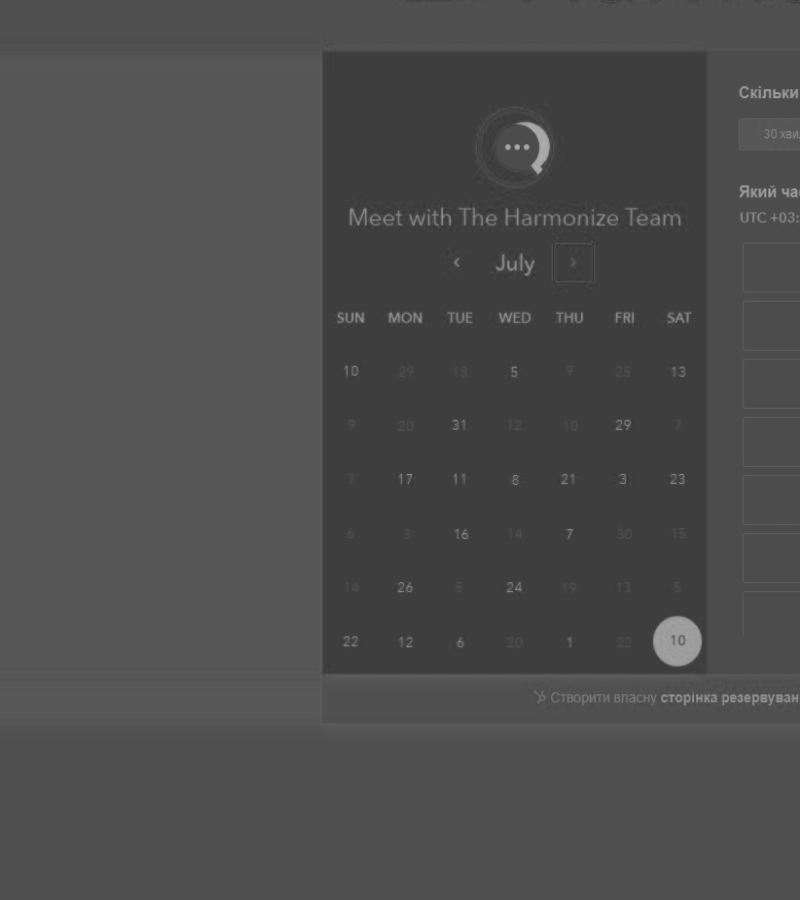 Скільки
30 хви
Meet with The Harmonize Team
Який ча
UTC +03:
July
SUN MON TUE WED THU FRI SAT
10 29 18 5 9 25 13
9 20 31 12 10 29 7
7 17 11 8 21 3 23
6 3 16 14 7 30 15
14 26 5 24 19 13 5
22 12 6 20 1 22 10
Створити власну сторінка резервуван